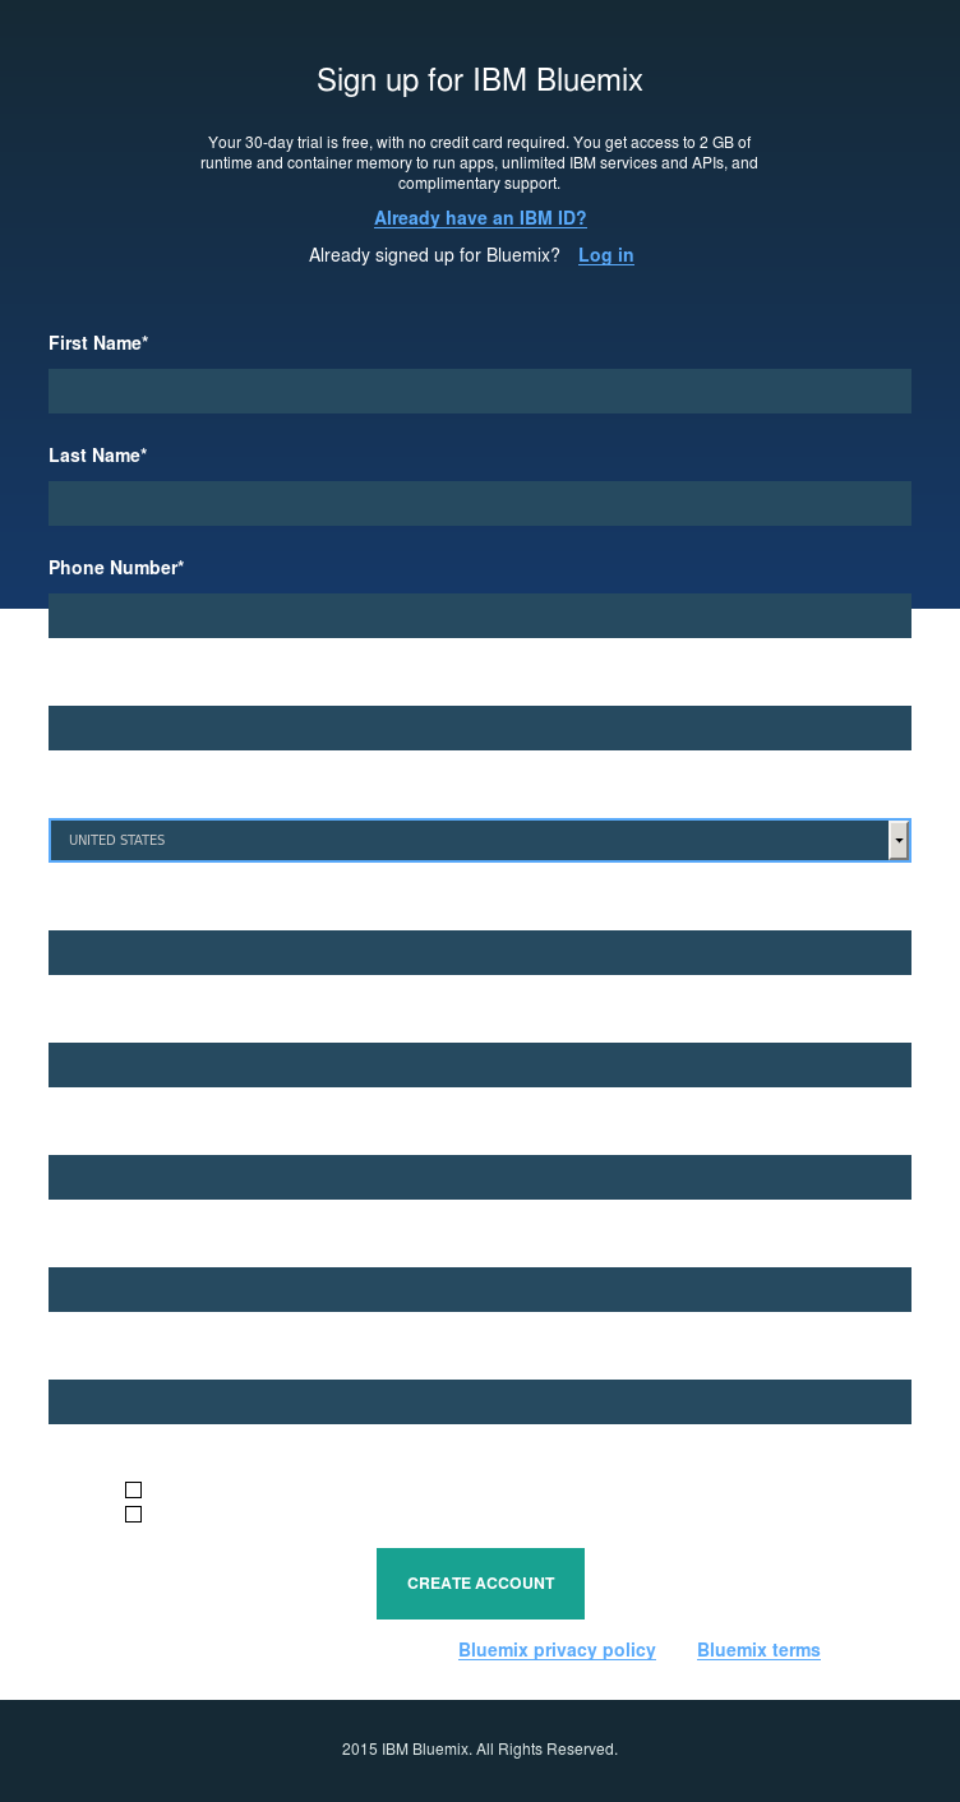 Sign up for IBM Bluemix
Your 30-day trial is free, with no credit card required. You get access to 2 GB of
runtime and container memory to run apps, unlimited IBM services and APIs, and
complimentary support.
Already have an IBM ID?
Already signed up for Bluemix? Log in
First Name*
Last Name*
Phone Number*
UNITED STATES
CREATE ACCOUNT
Bluemix privacy policy Bluemix terms
2015 IBM Bluemix. All Rights Reserved.